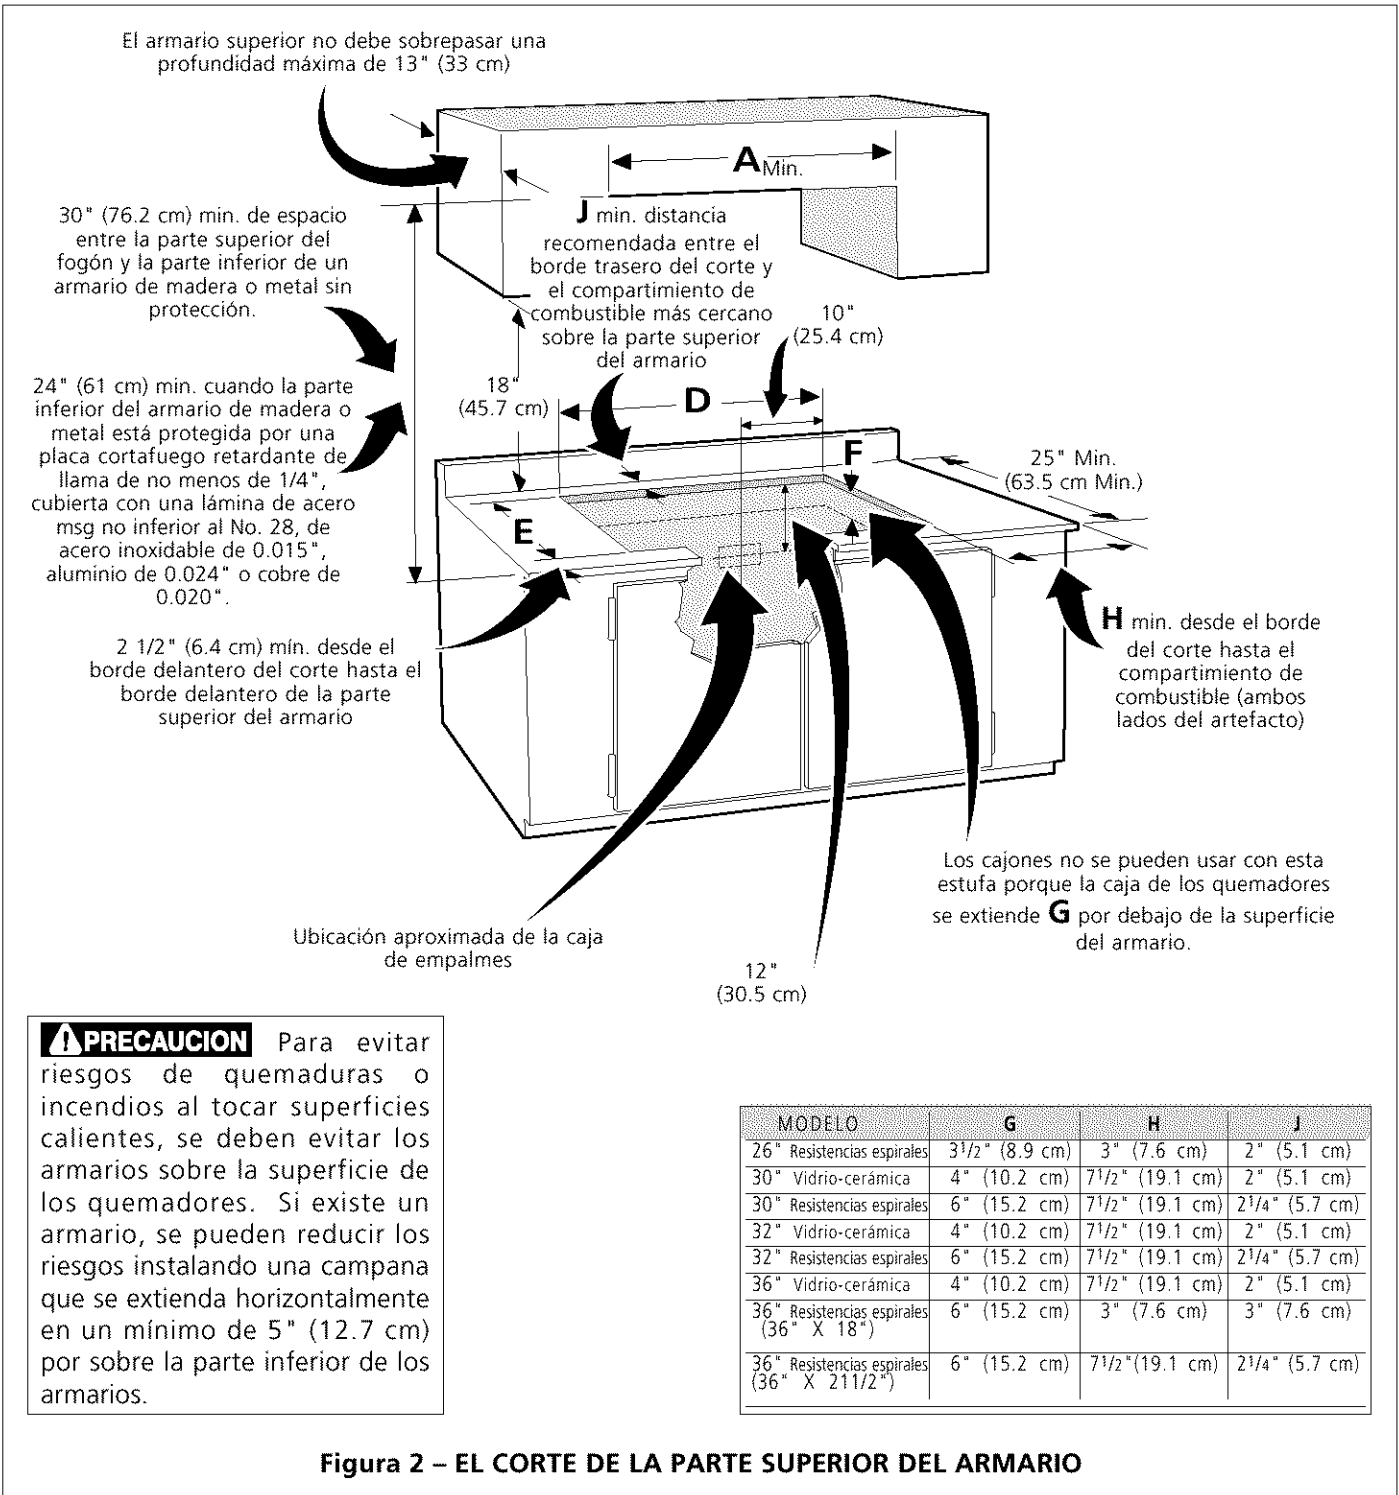 El armario superior no debe sobrepasar una
profundidad máxima de 13" (33 cm)
A Min.
30" (76.2 cm) min. de espacio
entre la parte superior del
fogón y la parte inferior de un
armario de madera o metal sin
protección.
J min. distancia
recomendada entre el
borde trasero del corte y
el compartimiento de
combustible más cercano
sobre la parte superior
del armario
10"
(25.4 cm)
24" (61 cm) min. cuando la parte
inferior del armario de madera o
metal está protegida por una
placa cortafuego retardante de
llama de no menos de 1/4",
cubierta con una lámina de acero
msg no inferior al No. 28, de
acero inoxidable de 0.015",
aluminio de 0.024" o cobre de
0.020".
18"
(45.7 cm)
D
F
E
25" Min.
(63.5 cm Min.)
2 1/2" (6.4 cm) mín. desde el
borde delantero del corte hasta el
borde delantero de la parte
superior del armario
H min. desde el borde
del corte hasta el
compartimiento de
combustible (ambos
lados del artefacto)
Los cajones no se pueden usar con esta
estufa porque la caja de los quemadores
se extiende G por debajo de la superficie
del armario.
Ubicación aproximada de la caja
de empalmes
12"
(30.5 cm)
PRECAUCION Para evitar
riesgos de quemaduras o
incendios al tocar superficies
calientes, se deben evitar los
armarios sobre la superficie de
los quemadores. Si existe un
armario, se pueden reducir los
riesgos instalando una campana
que se extienda horizontalmente
en un mínimo de 5" (12.7 cm)
por sobre la parte inferior de los
armarios.
MODELO G H J
26" Resistencias espirales 3 1/2" (8.9 cm) 3" (7.6 cm) 2" (5.1 cm)
30" Vidrio-cerámica 4" (10.2 cm) 7 1/2" (19.1 cm) 2" (5.1 cm)
30" Resistencias espirales 6" (15.2 cm) 7 1/2" (19.1 cm) 2 1/4" (5.7 cm)
32" Vidrio-cerámica 4" (10.2 cm) 7 1/2" (19.1 cm) 2" (5.1 cm)
32" Resistencias espirales 6" (15.2 cm) 7 1/2" (19.1 cm) 2 1/4" (5.7 cm)
36" Vidrio-cerámica 4" (10.2 cm) 7 1/2" (19.1 cm) 2" (5.1 cm)
36" Resistencias espirales 6" (15.2 cm) 3" (7.6 cm) 3" (7.6 cm)
(36" X 18")
36" Resistencias espirales 6" (15.2 cm) 7 1/2"(19.1 cm) 2 1/4" (5.7 cm)
(36" X 211/2")
Figura 2 – EL CORTE DE LA PARTE SUPERIOR DEL ARMARIO